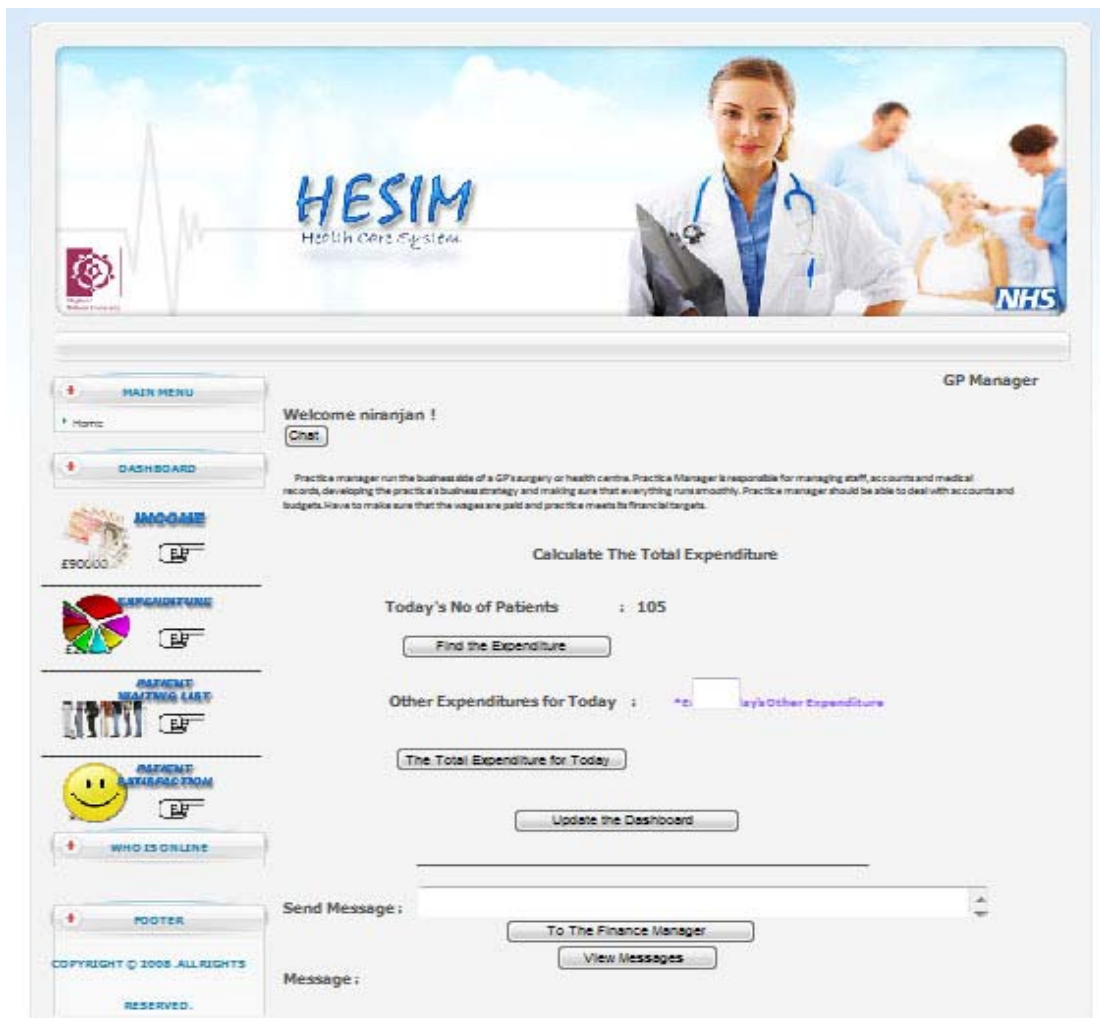 HESIM
Health Care System
NHS
GP Manager
MAIN MENU
Home
DASHBOARD
INCOME
£90000
EXPENDITURE
PATIENT
WAITING LIST
PATIENT
SATISFACTION
WHO IS ONLINE
FOOTER
COPYRIGHT © 2008 .ALL RIGHTS
RESERVED.
Welcome niranjan !
Chat
Practice manager run the business side of a GP's surgery or health centre. Practice Manager is responsible for managing staff, accounts and medical
records, developing the practice's business strategy and making sure that everything runs smoothly. Practice manager should be able to deal with accounts and
budgets. Have to make sure that the wages are paid and practice meets its financial targets.
Calculate The Total Expenditure
Today's No of Patients : 105
Find the Expenditure
Other Expenditures for Today : Other Expenditure
The Total Expenditure for Today
Update the Dashboard
Send Message :
To The Finance Manager
View Messages
Message :